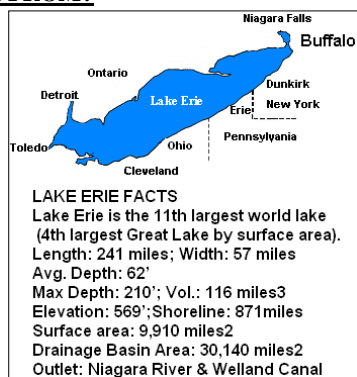 Niagara Falls
Buffalo
Ontario
Dunkirk
Detroit
Lake Erie
Erie
New York
Toledo
Ohio
Pennsylvania
Cleveland
LAKE ERIE FACTS
Lake Erie is the 11th largest world lake
(4th largest Great Lake by surface area).
Length: 241 miles; Width: 57 miles
Avg. Depth: 62'
Max Depth: 210'; Vol.: 116 miles3
Elevation: 569';Shoreline: 871miles
Surface area: 9,910 miles2
Drainage Basin Area: 30,140 miles2
Outlet: Niagara River & Welland Canal